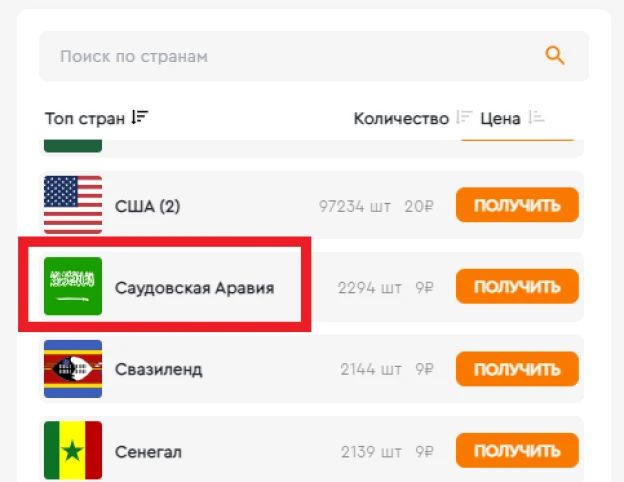 Поиск по странам
Топ стран Количество Цена
США (2) 97234 шт 20₽ ПОЛУЧИТЬ
Саудовская Аравия 2294 шт 9₽ ПОЛУЧИТЬ
Свазиленд 2144 шт 9₽ ПОЛУЧИТЬ
Сенегал 2139 шт 9₽ ПОЛУЧИТЬ